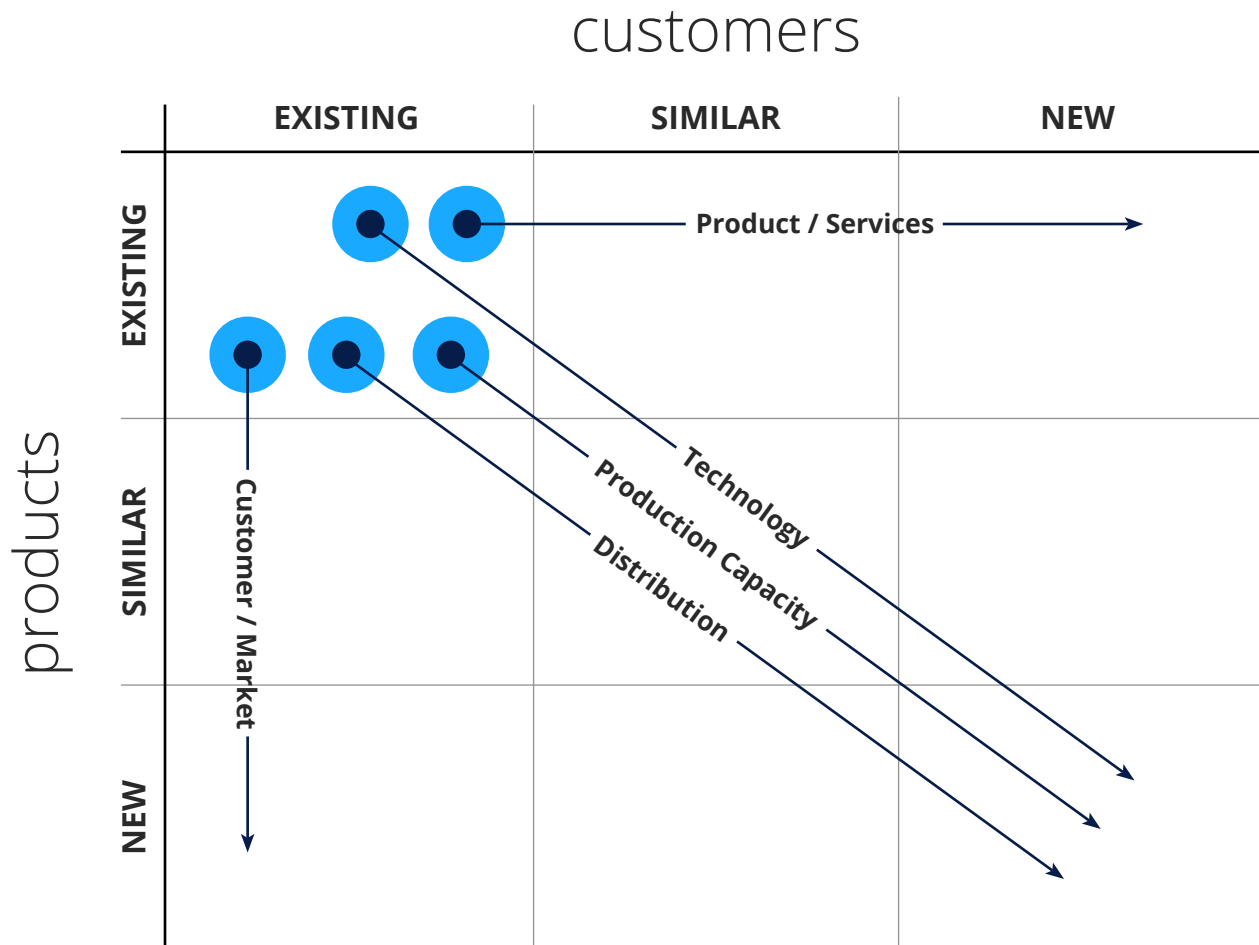 customers
EXISTING
SIMILAR
NEW
products
EXISTING
SIMILAR
NEW
Product / Services
Technology
Production Capacity
Distribution
Customer / Market